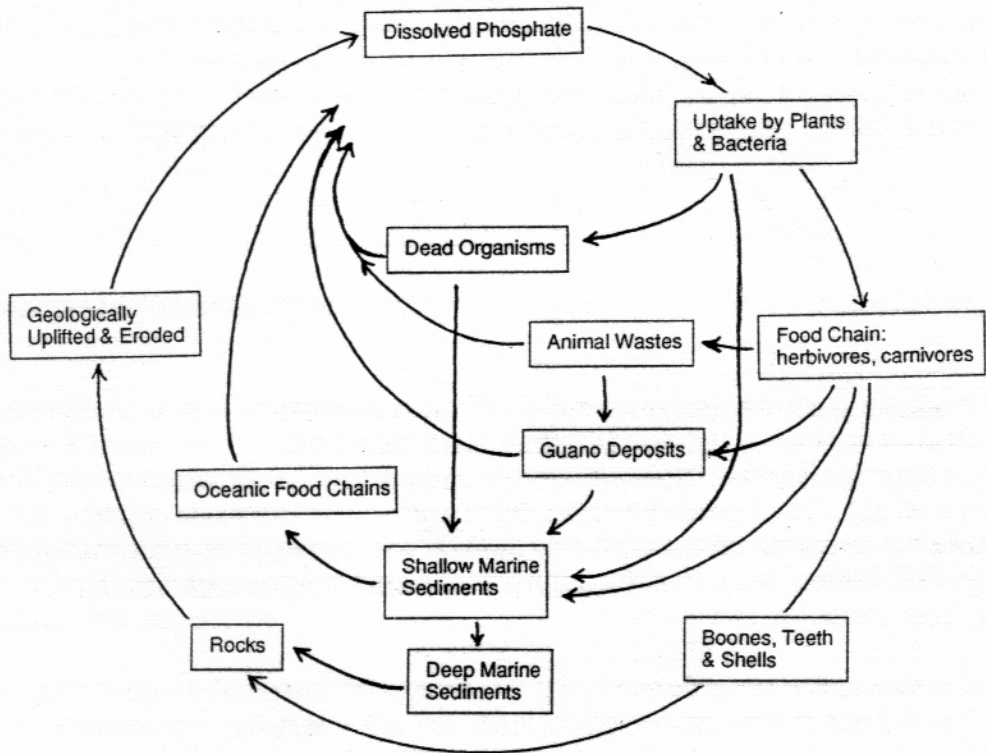 Dissolved Phosphate
Uptake by Plants
& Bacteria
Dead Organisms
Geologically
Uplifted & Eroded
Animal Wastes
Food Chain:
herbivores, carnivores
Guano Deposits
Oceanic Food Chains
Shallow Marine
Sediments
Rocks
Boones, Teeth
& Shells
Deep Marine
Sediments